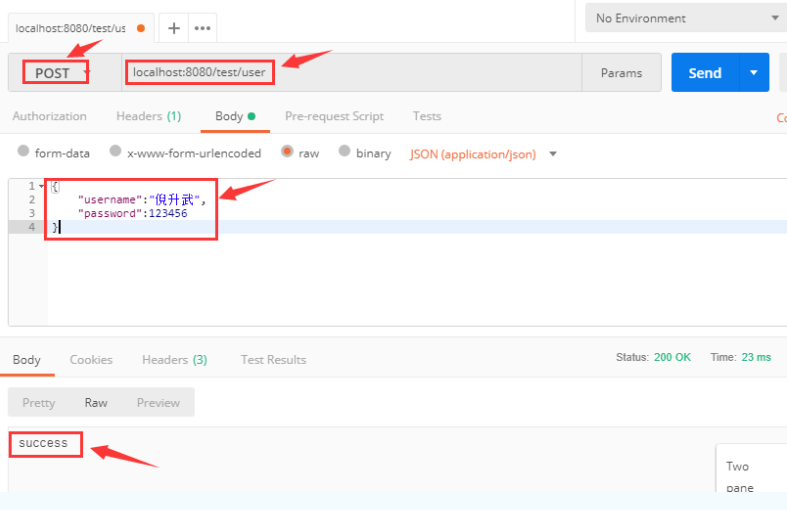 localhost:8080/test/us
No Environment
POST
localhost:8080/test/user
Params
Send
Authorization
Headers (1)
Body
Pre-request Script
Tests
form-data
x-www-form-urlencoded
raw
binary
JSON (application/json)
1 {
2 "username":"倪升武",
3 "password":123456
4 }
Body
Cookies
Headers (3)
Test Results
Status: 200 OK
Time: 23 ms
Pretty
Raw
Preview
success
Two
pane